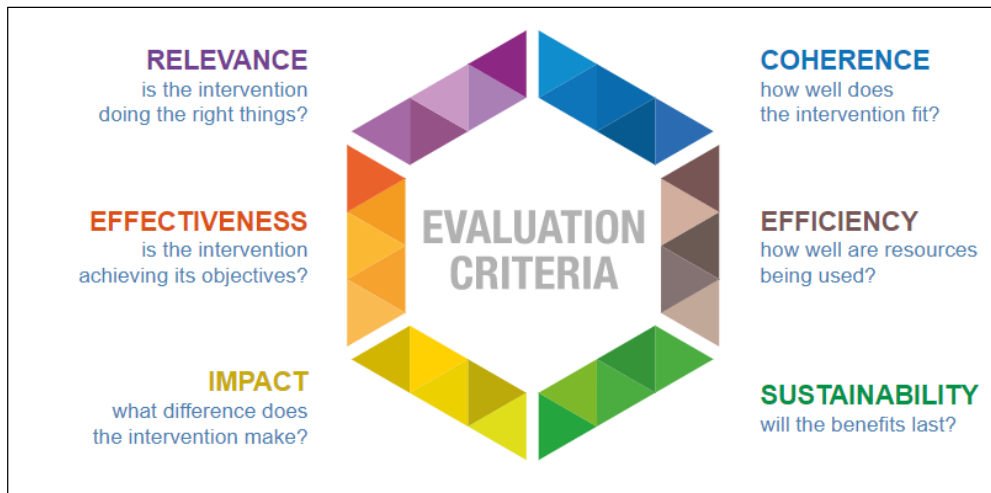 RELEVANCE
is the intervention
doing the right things?
COHERENCE
how well does
the intervention fit?
EFFECTIVENESS
is the intervention
achieving its objectives?
EVALUATION
CRITERIA
EFFICIENCY
how well are resources
being used?
IMPACT
what difference does
the intervention make?
SUSTAINABILITY
will the benefits last?